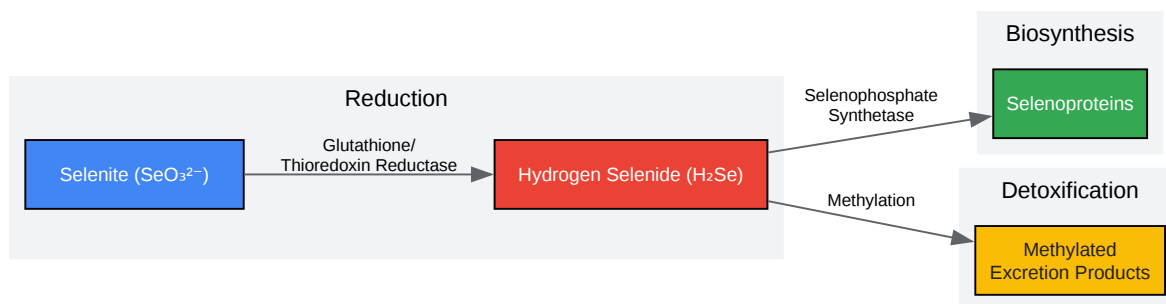 Biosynthesis
Selenoproteins
Reduction
Selenophosphate
Synthetase
Glutathione/
Thioredoxin Reductase
Selenite (SeO₃²⁻)
Hydrogen Selenide (H₂Se)
Methylation
Detoxification
Methylated
Excretion Products